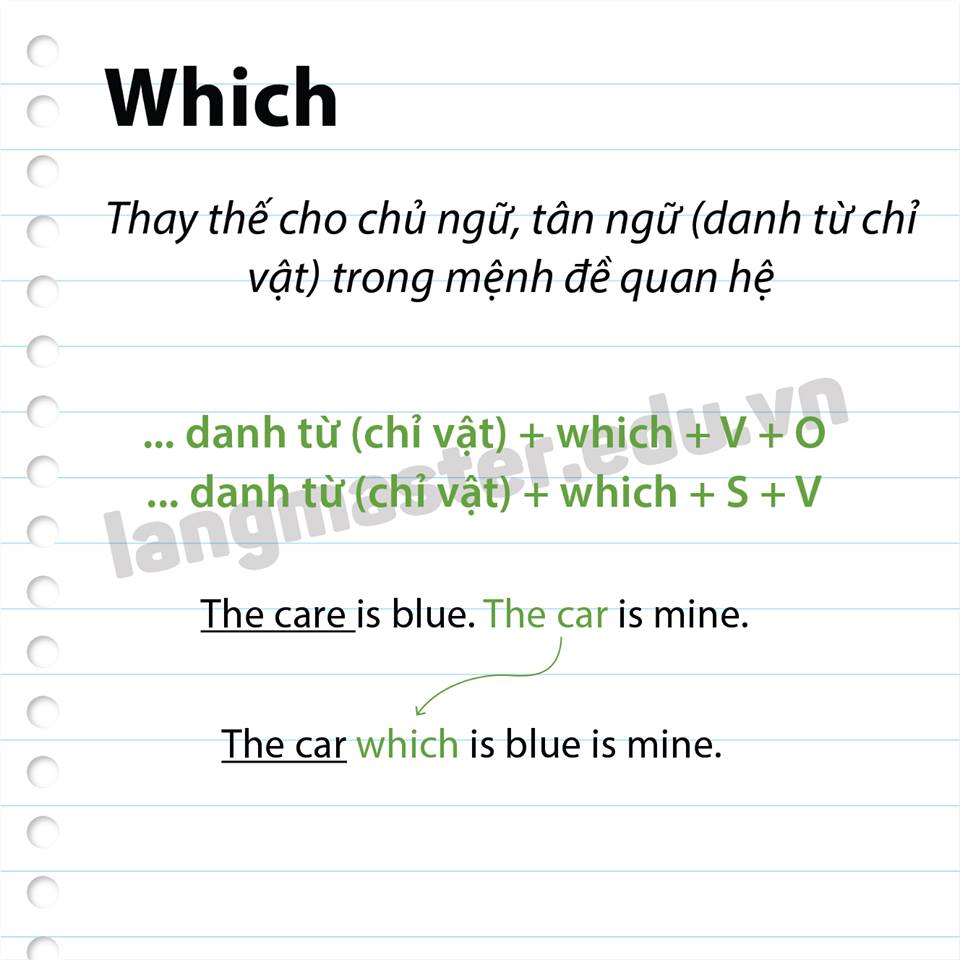 Which
Thay thế cho chủ ngữ, tân ngữ (danh từ chỉ
vật) trong mệnh đề quan hệ
... danh từ (chỉ vật) + which + V + O
... danh từ (chỉ vật) + which + S + V
langmaster.edu.vn
The care is blue. The car is mine.
The car which is blue is mine.